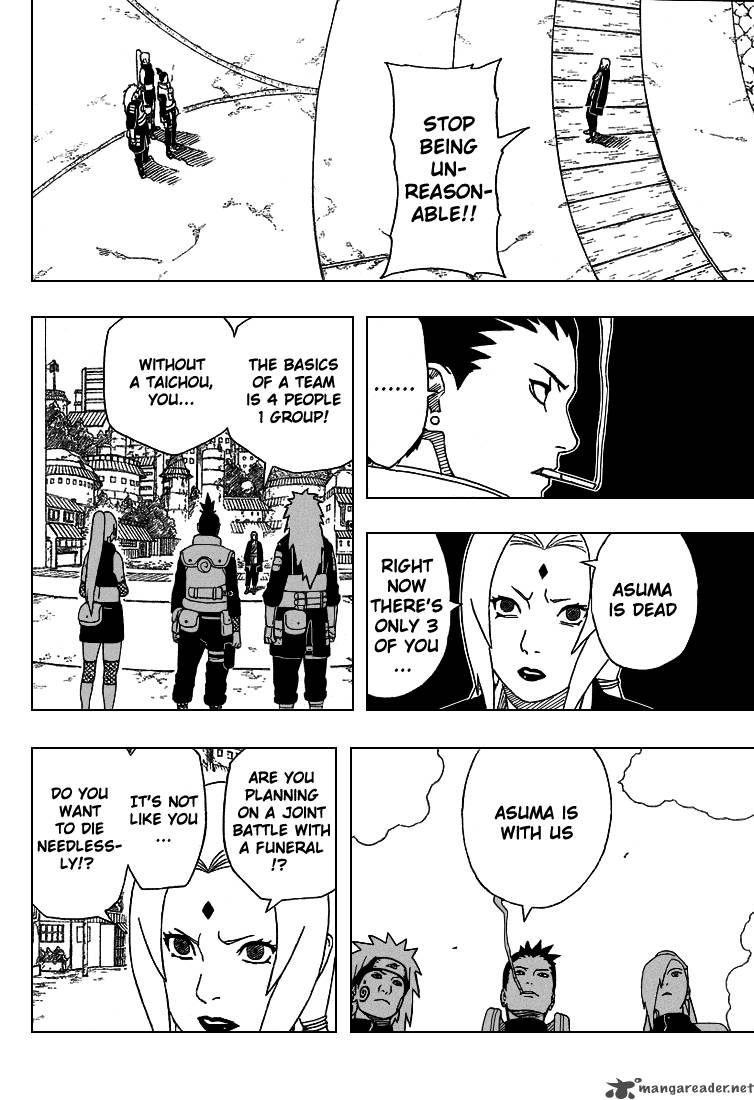 STOP
BEING
UN-
REASON-
ABLE!!
.......
THE BASICS
OF A TEAM
IS 4 PEOPLE
1 GROUP!
WITHOUT
A TAICHOU,
YOU...
ASUMA
IS DEAD
RIGHT
NOW
THERE'S
ONLY 3
OF YOU
...
ASUMA IS
WITH US
ARE YOU
PLANNING
ON A JOINT
BATTLE WITH
A FUNERAL
!?
IT'S NOT
LIKE YOU
...
DO YOU
WANT
TO DIE
NEEDLESS-
LY!?
mangareader.net